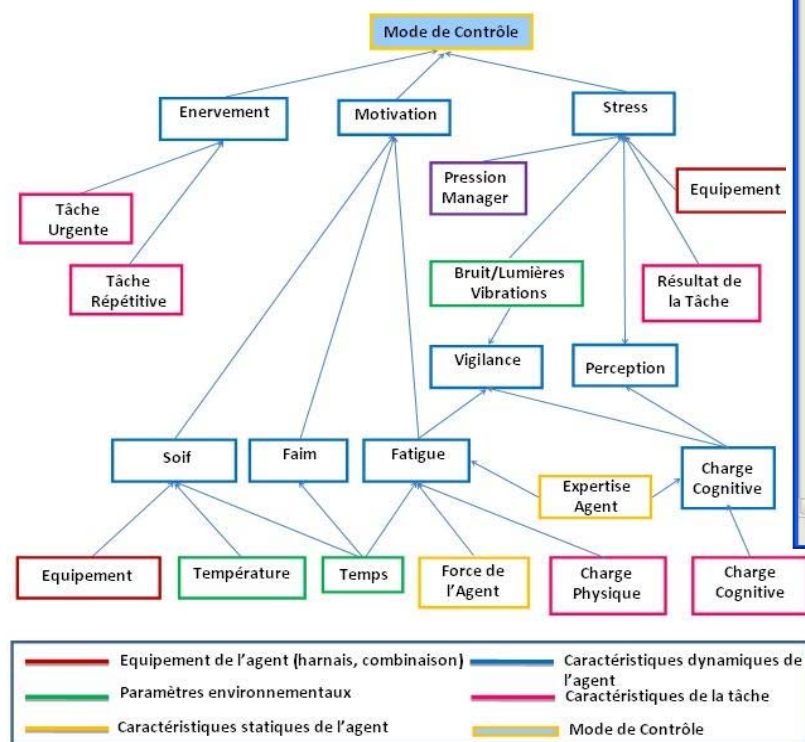 Mode de Contrôle
Enervement
Motivation
Stress
Pression
Manager
Equipement
Tâche
Urgente
Tâche
Répétitive
Bruit/Lumières
Vibrations
Résultat de
la Tâche
Vigilance
Perception
Soif
Faim
Fatigue
Expertise
Agent
Charge
Cognitive
Equipement
Température
Temps
Force de
l'Agent
Charge
Physique
Charge
Cognitive
Equipement de l'agent (harnais, combinaison)
Caractéristiques dynamiques de
l'agent
Paramètres environnementaux
Caractéristiques de la tâche
Caractéristiques statiques de l'agent
Mode de Contrôle